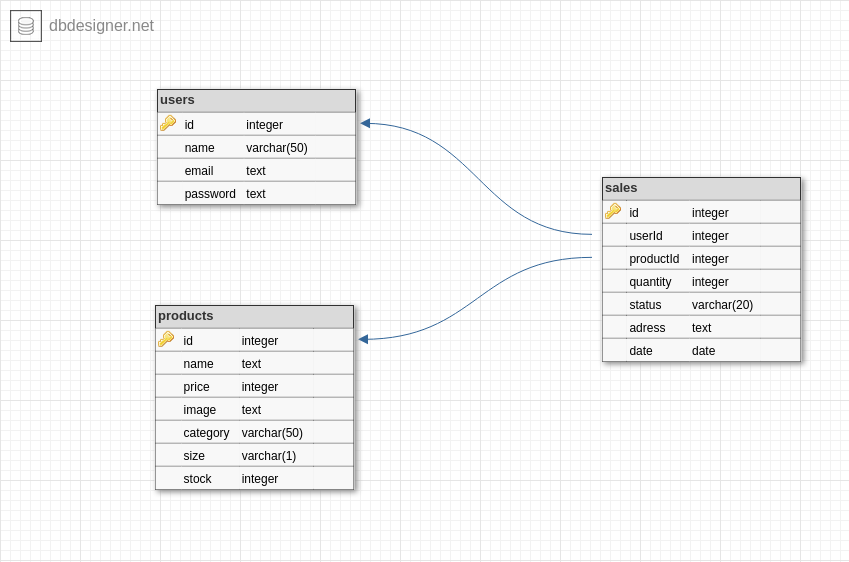 dbdesigner.net
users
id integer
name varchar(50)
email text
password text
products
id integer
name text
price integer
image text
category varchar(50)
size varchar(1)
stock integer
sales
id integer
userId integer
productId integer
quantity integer
status varchar(20)
adress text
date date